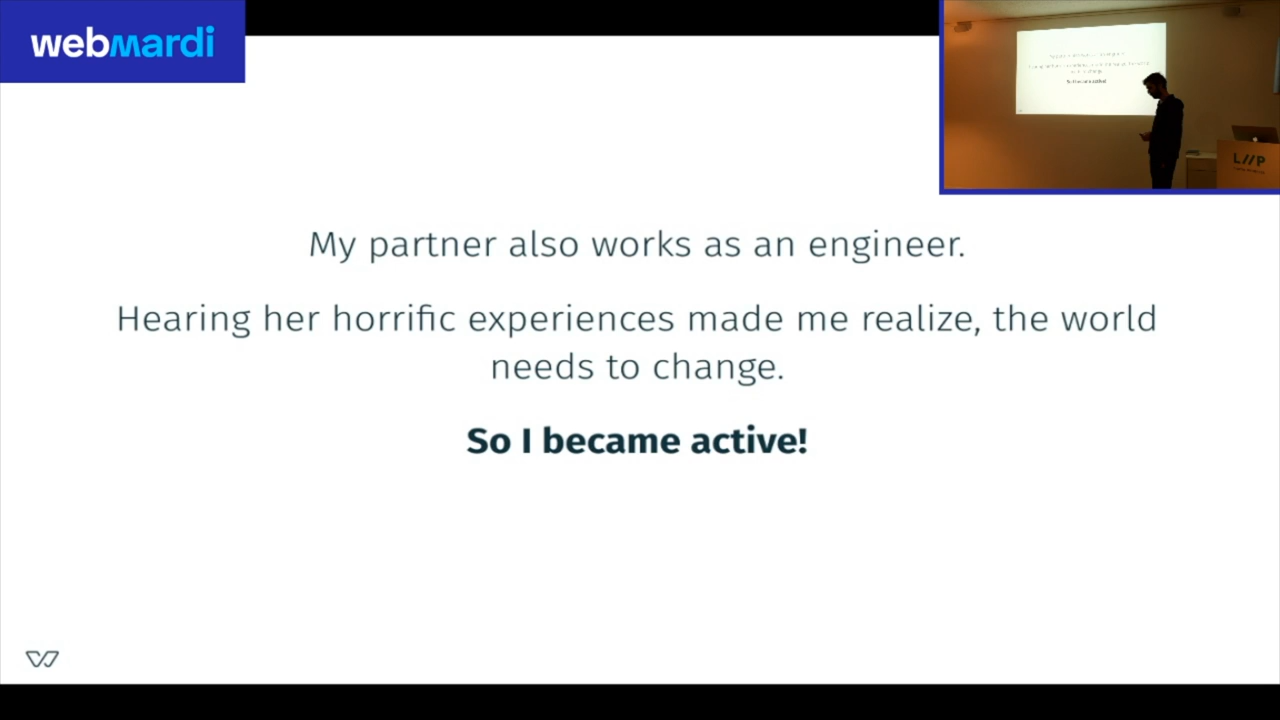 webmardi
My partner also works as an engineer.
Hearing her horrific experiences made me realize, the world
needs to change.
So I became active!
LIIP